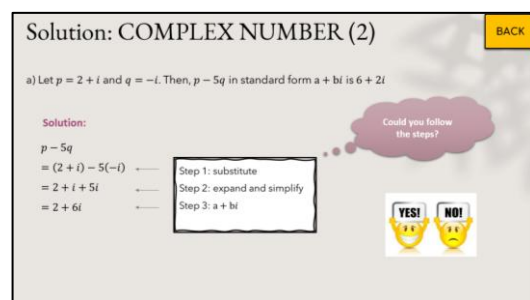 Solution: COMPLEX NUMBER (2)
BACK
a) Let p = 2 + i and q = −i. Then, p − 5q in standard form a + bi is 6 + 2i
Solution:
Could you follow
the steps?
p − 5q
= (2 + i) − 5(−i)
= 2 + i + 5i
= 2 + 6i
Step 1: substitute
Step 2: expand and simplify
Step 3: a + bi
YES!
NO!